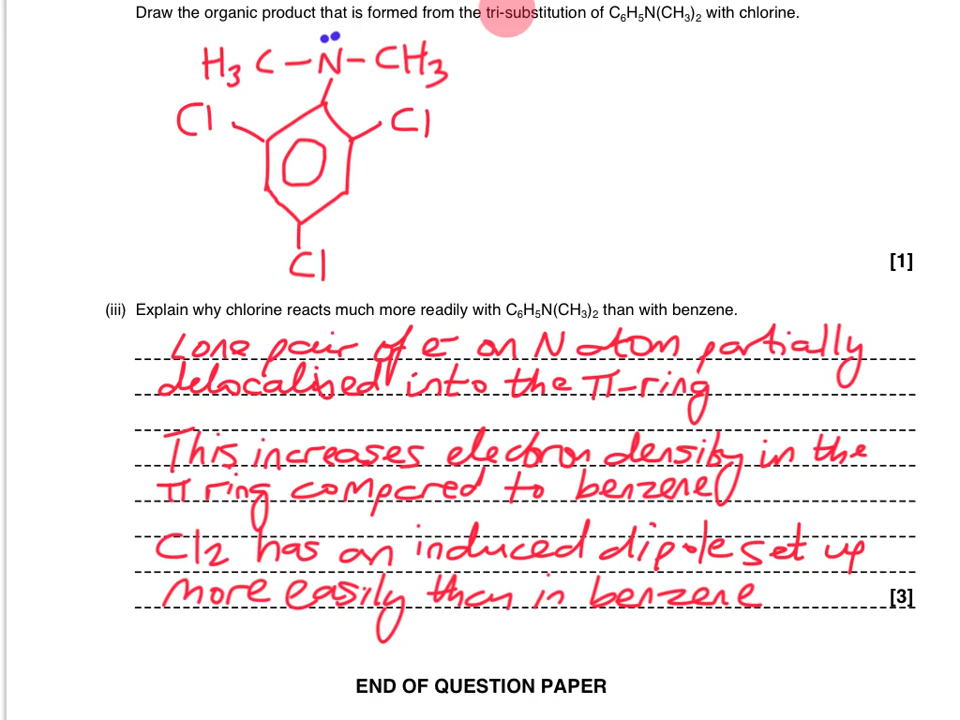 Draw the organic product that is formed from the tri-substitution of C₆H₅N(CH₃)₂ with chlorine.
H₃C–N̈–CH₃
Cl Cl
Cl
[1]
(iii) Explain why chlorine reacts much more readily with C₆H₅N(CH₃)₂ than with benzene.
Lone pair of e⁻ on N atom partially
delocalised into the π-ring
This increases electron density in the
π ring compared to benzene
Cl2 has an induced dipole set up
more easily than in benzene
[3]
END OF QUESTION PAPER